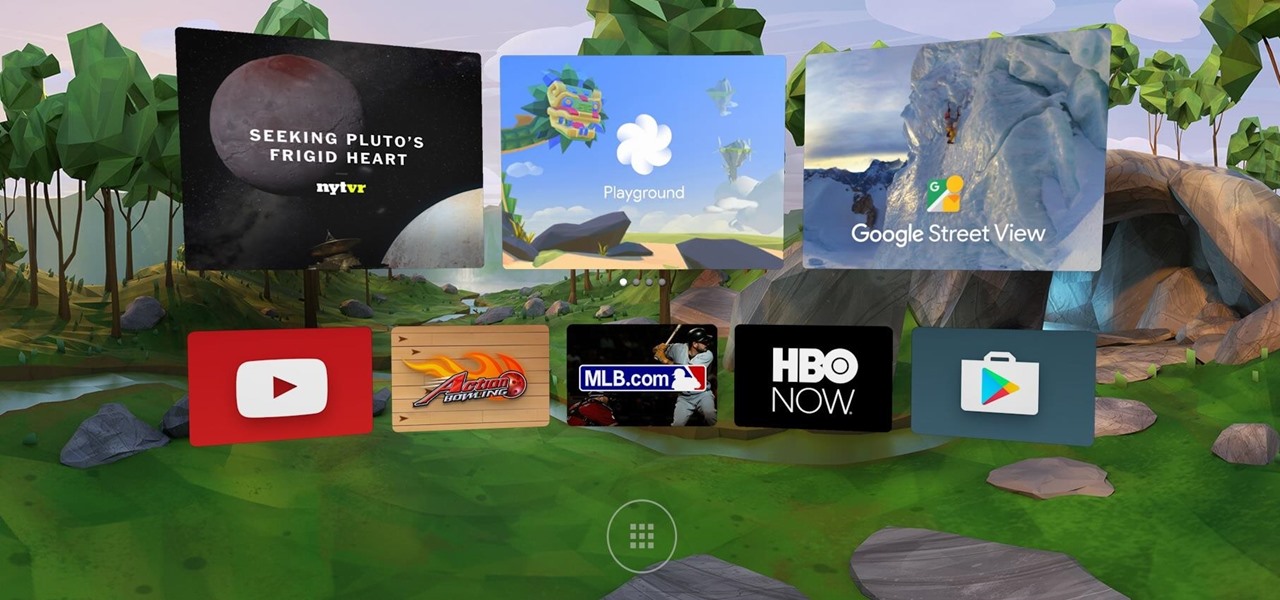 SEEKING PLUTO'S
FRIGID HEART
nytvr
Playground
G
Google Street View
Action
BOWLING
MLB.com
HBO
NOW.